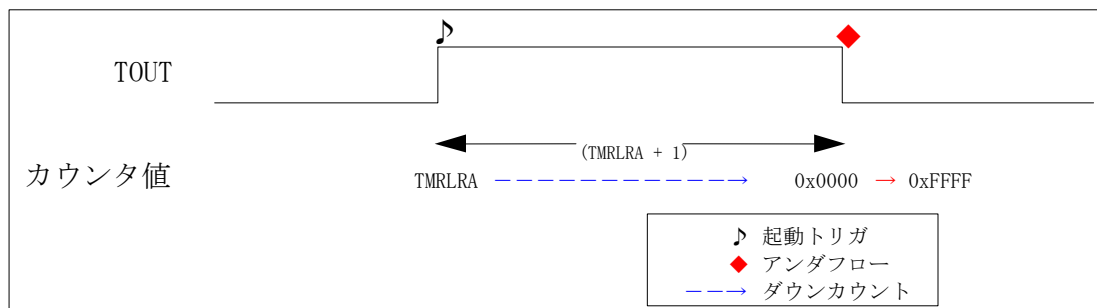 TOUT
(TMRLRA + 1)
カウンタ値
TMRLRA
0x0000 → 0xFFFF
♪ 起動トリガ
◆ アンダフロー
−−→ ダウンカウント